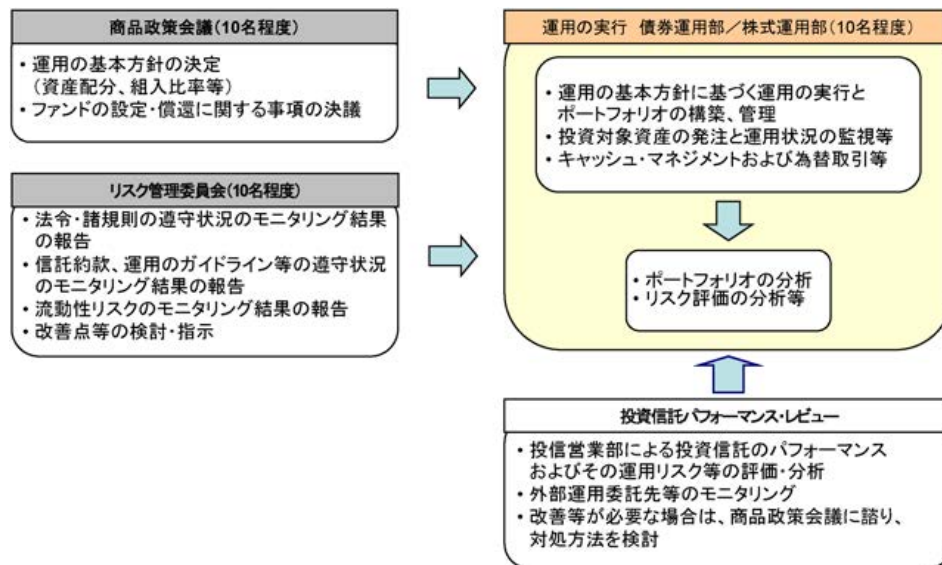 商品政策会議(10名程度)
・運用の基本方針の決定
(資産配分、組入比率等)
・ファンドの設定・償還に関する事項の決議
リスク管理委員会(10名程度)
・法令・諸規則の遵守状況のモニタリング結果
の報告
・信託約款、運用のガイドライン等の遵守状況
のモニタリング結果の報告
・流動性リスクのモニタリング結果の報告
・改善点等の検討・指示
運用の実行 債券運用部/株式運用部(10名程度)
・運用の基本方針に基づく運用の実行と
ポートフォリオの構築、管理
・投資対象資産の発注と運用状況の監視等
・キャッシュ・マネジメントおよび為替取引等
・ポートフォリオの分析
・リスク評価の分析等
投資信託パフォーマンス・レビュー
・投信営業部による投資信託のパフォーマンス
およびその運用リスク等の評価・分析
・外部運用委託先等のモニタリング
・改善等が必要な場合は、商品政策会議に諮り、
対処方法を検討